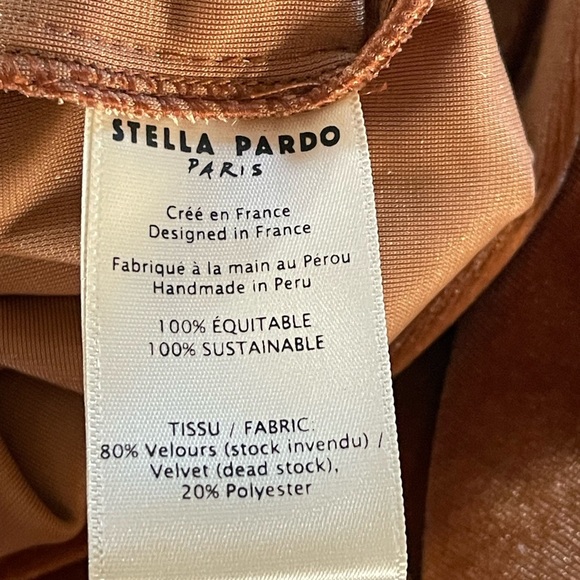 STELLA PARDO
PARIS
Créé en France
Designed in France
Fabriqué à la main au Pérou
Handmade in Peru
100% ÉQUITABLE
100% SUSTAINABLE
TISSU / FABRIC:
80% Velours (stock invendu) /
Velvet (dead stock),
20% Polyester